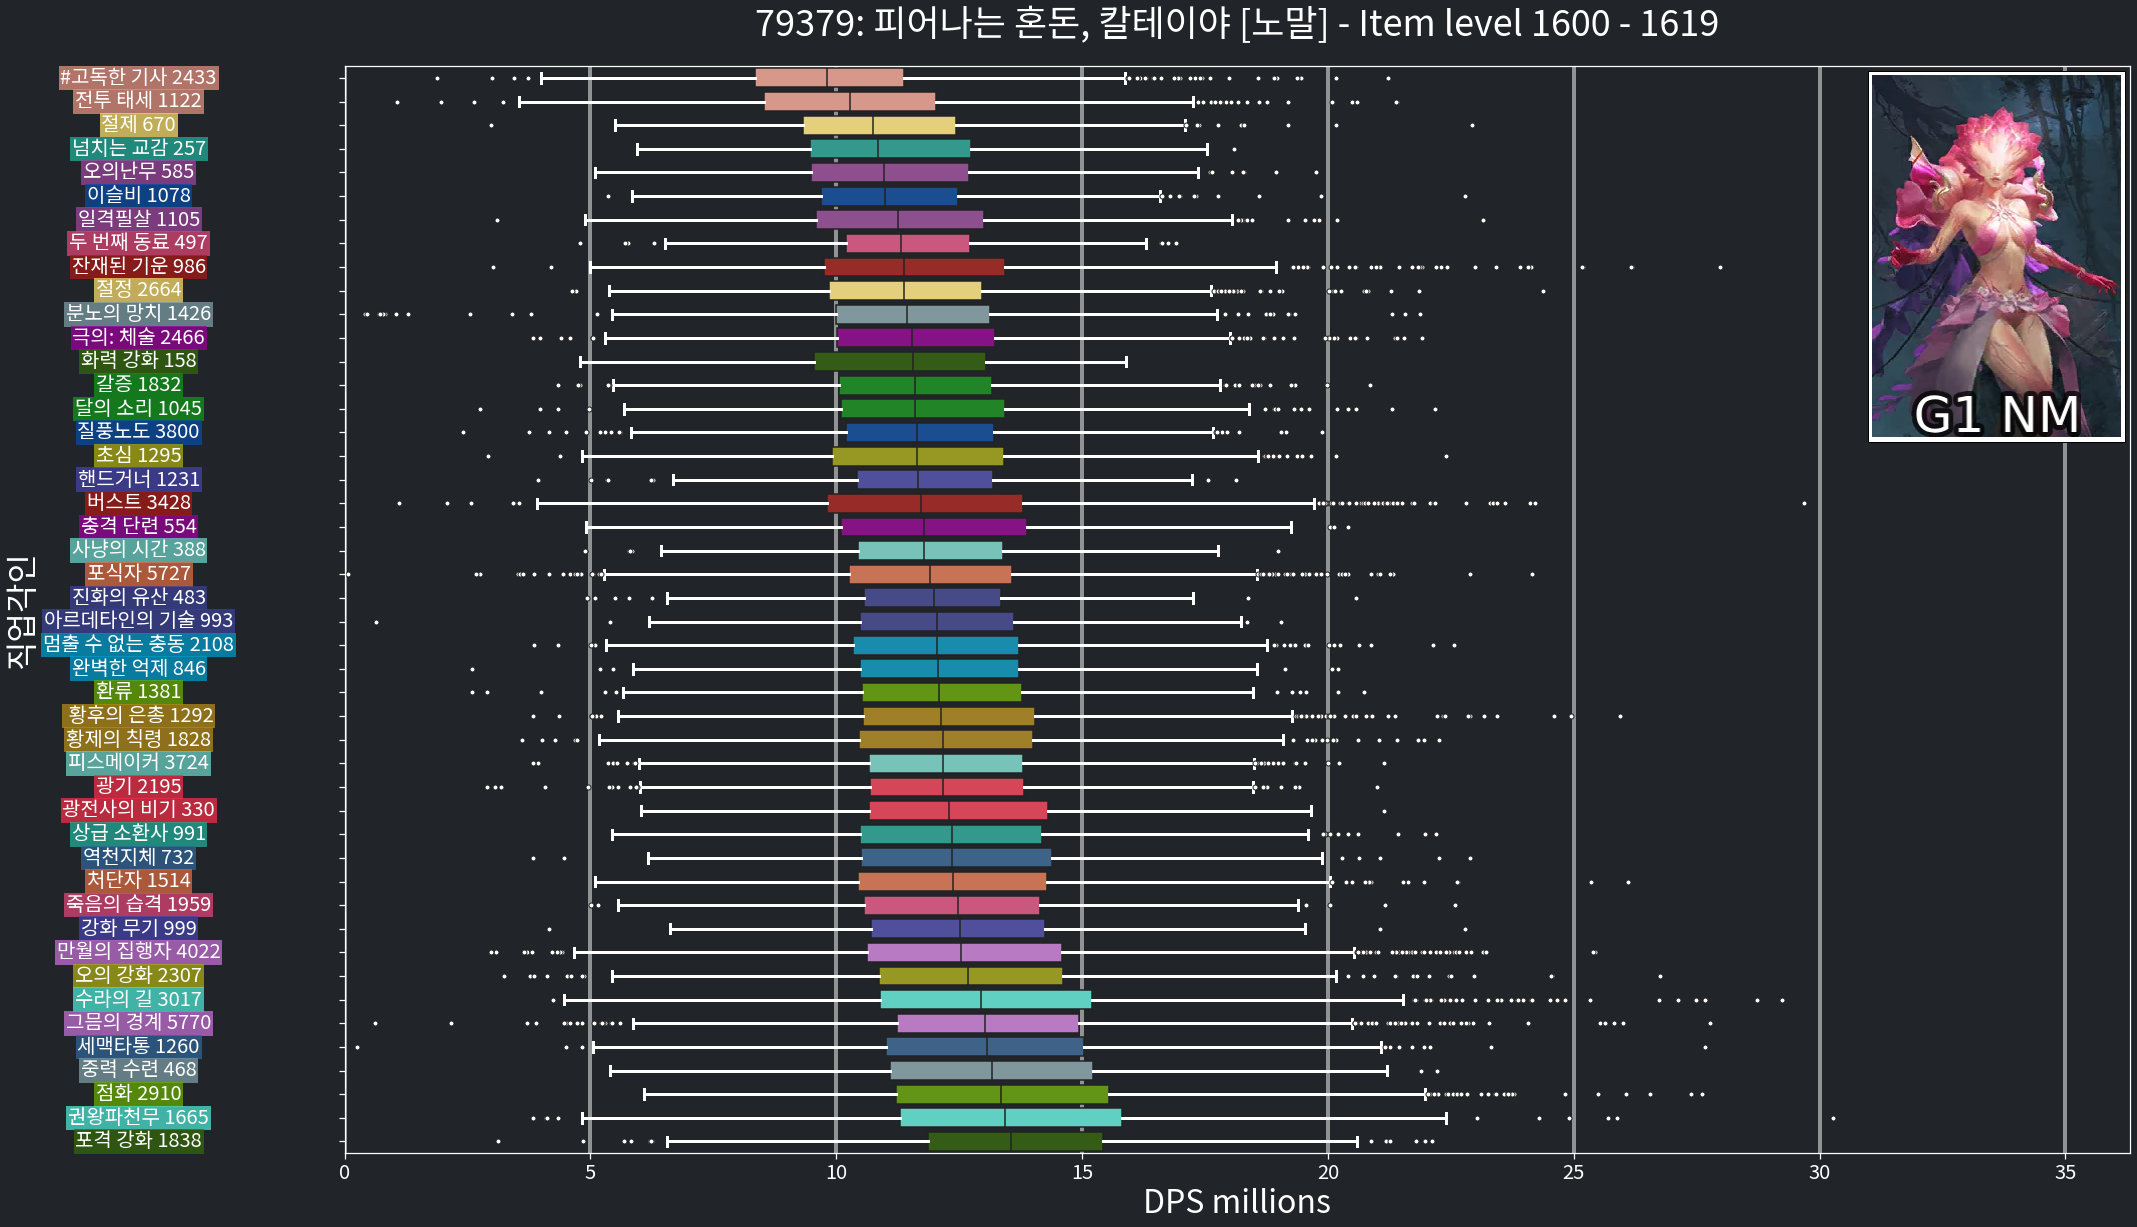 79379: 피어나는 혼돈, 칼테이야 [노말] - Item level 1600 - 1619
#고독한 기사 2433
전투 태세 1122
절제 670
넘치는 교감 257
오의난무 585
이슬비 1078
일격필살 1105
두 번째 동료 497
잔재된 기운 986
절정 2664
분노의 망치 1426
극의: 체술 2466
화력 강화 158
갈증 1832
달의 소리 1045
질풍노도 3800
초심 1295
핸드거너 1231
버스트 3428
충격 단련 554
사냥의 시간 388
포식자 5727
진화의 유산 483
아르데타인의 기술 993
멈출 수 없는 충동 2108
완벽한 억제 846
환류 1381
황후의 은총 1292
황제의 칙령 1828
피스메이커 3724
광기 2195
광전사의 비기 330
상급 소환사 991
역천지체 732
처단자 1514
죽음의 습격 1959
강화 무기 999
만월의 집행자 4022
오의 강화 2307
수라의 길 3017
그믐의 경계 5770
세맥타통 1260
중력 수련 468
점화 2910
권왕파천무 1665
포격 강화 1838
직업각인
G1 NM
0 5 10 15 20 25 30 35
DPS millions